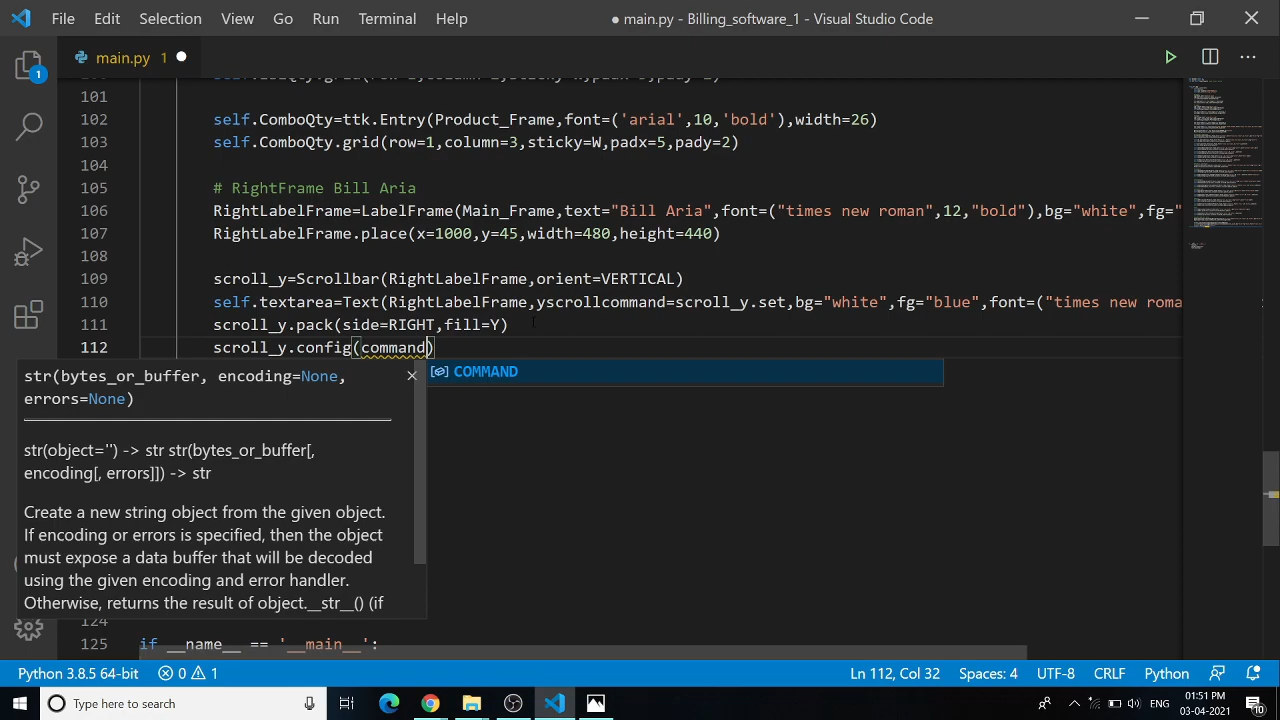 File Edit Selection View Go Run Terminal Help
● main.py - Billing_software_1 - Visual Studio Code
main.py 1
1
101
102 self.ComboQty=ttk.Entry(ProductFrame,font=('arial',10,'bold'),width=26)
103 self.ComboQty.grid(row=1,column=3,sticky=W,padx=5,pady=2)
104
105 # RightFrame Bill Aria
106 RightLabelFrame=LabelFrame(Main_Frame,text="Bill Aria",font=("times new roman",12,"bold"),bg="white",fg="
107 RightLabelFrame.place(x=1000,y=45,width=480,height=440)
108
109 scroll_y=Scrollbar(RightLabelFrame,orient=VERTICAL)
110 self.textarea=Text(RightLabelFrame,yscrollcommand=scroll_y.set,bg="white",fg="blue",font=("times new roma
111 scroll_y.pack(side=RIGHT,fill=Y)
112 scroll_y.config(command)
COMMAND
str(bytes_or_buffer, encoding=None,
errors=None)
str(object='') -> str str(bytes_or_buffer[,
encoding[, errors]]) -> str
Create a new string object from the given object.
If encoding or errors is specified, then the object
must expose a data buffer that will be decoded
using the given encoding and error handler.
Otherwise, returns the result of object.__str__() (if
124
125 if __name__ == '__main__':
Python 3.8.5 64-bit 0 1 Ln 112, Col 32 Spaces: 4 UTF-8 CRLF Python
Type here to search
ENG
01:51 PM
03-04-2021